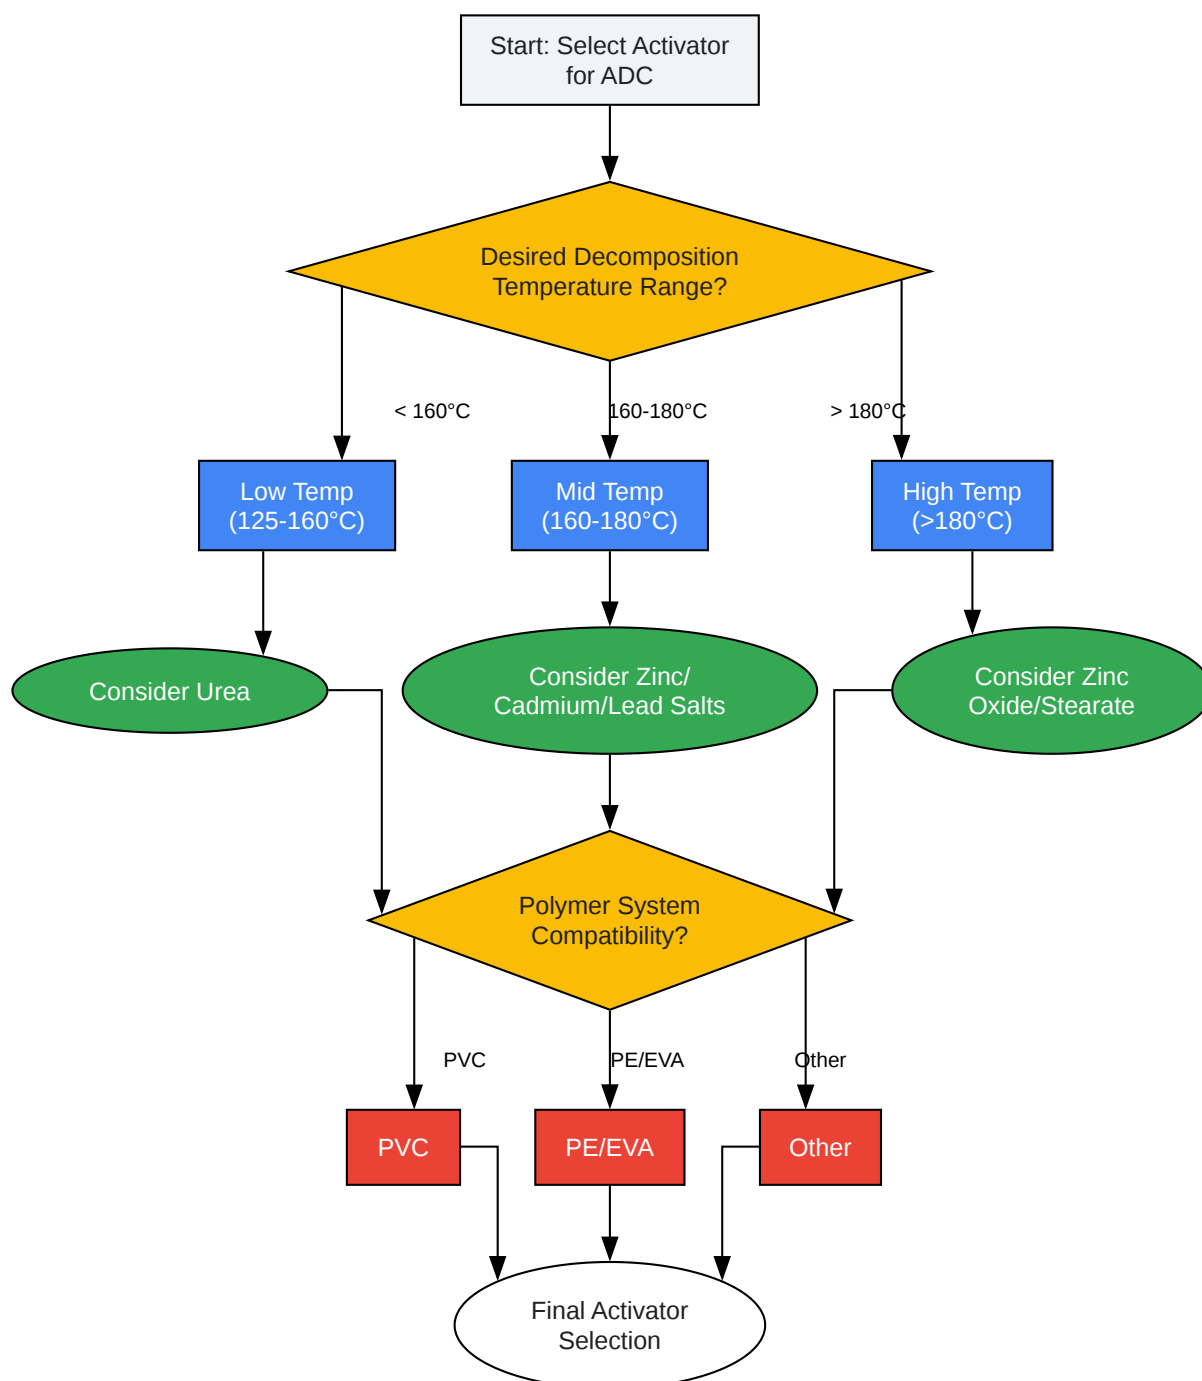 Start: Select Activator
for ADC
Desired Decomposition
Temperature Range?
< 160°C
160-180°C
> 180°C
Low Temp
(125-160°C)
Mid Temp
(160-180°C)
High Temp
(>180°C)
Consider Urea
Consider Zinc/
Cadmium/Lead Salts
Consider Zinc
Oxide/Stearate
Polymer System
Compatibility?
PVC
PE/EVA
Other
PVC
PE/EVA
Other
Final Activator
Selection